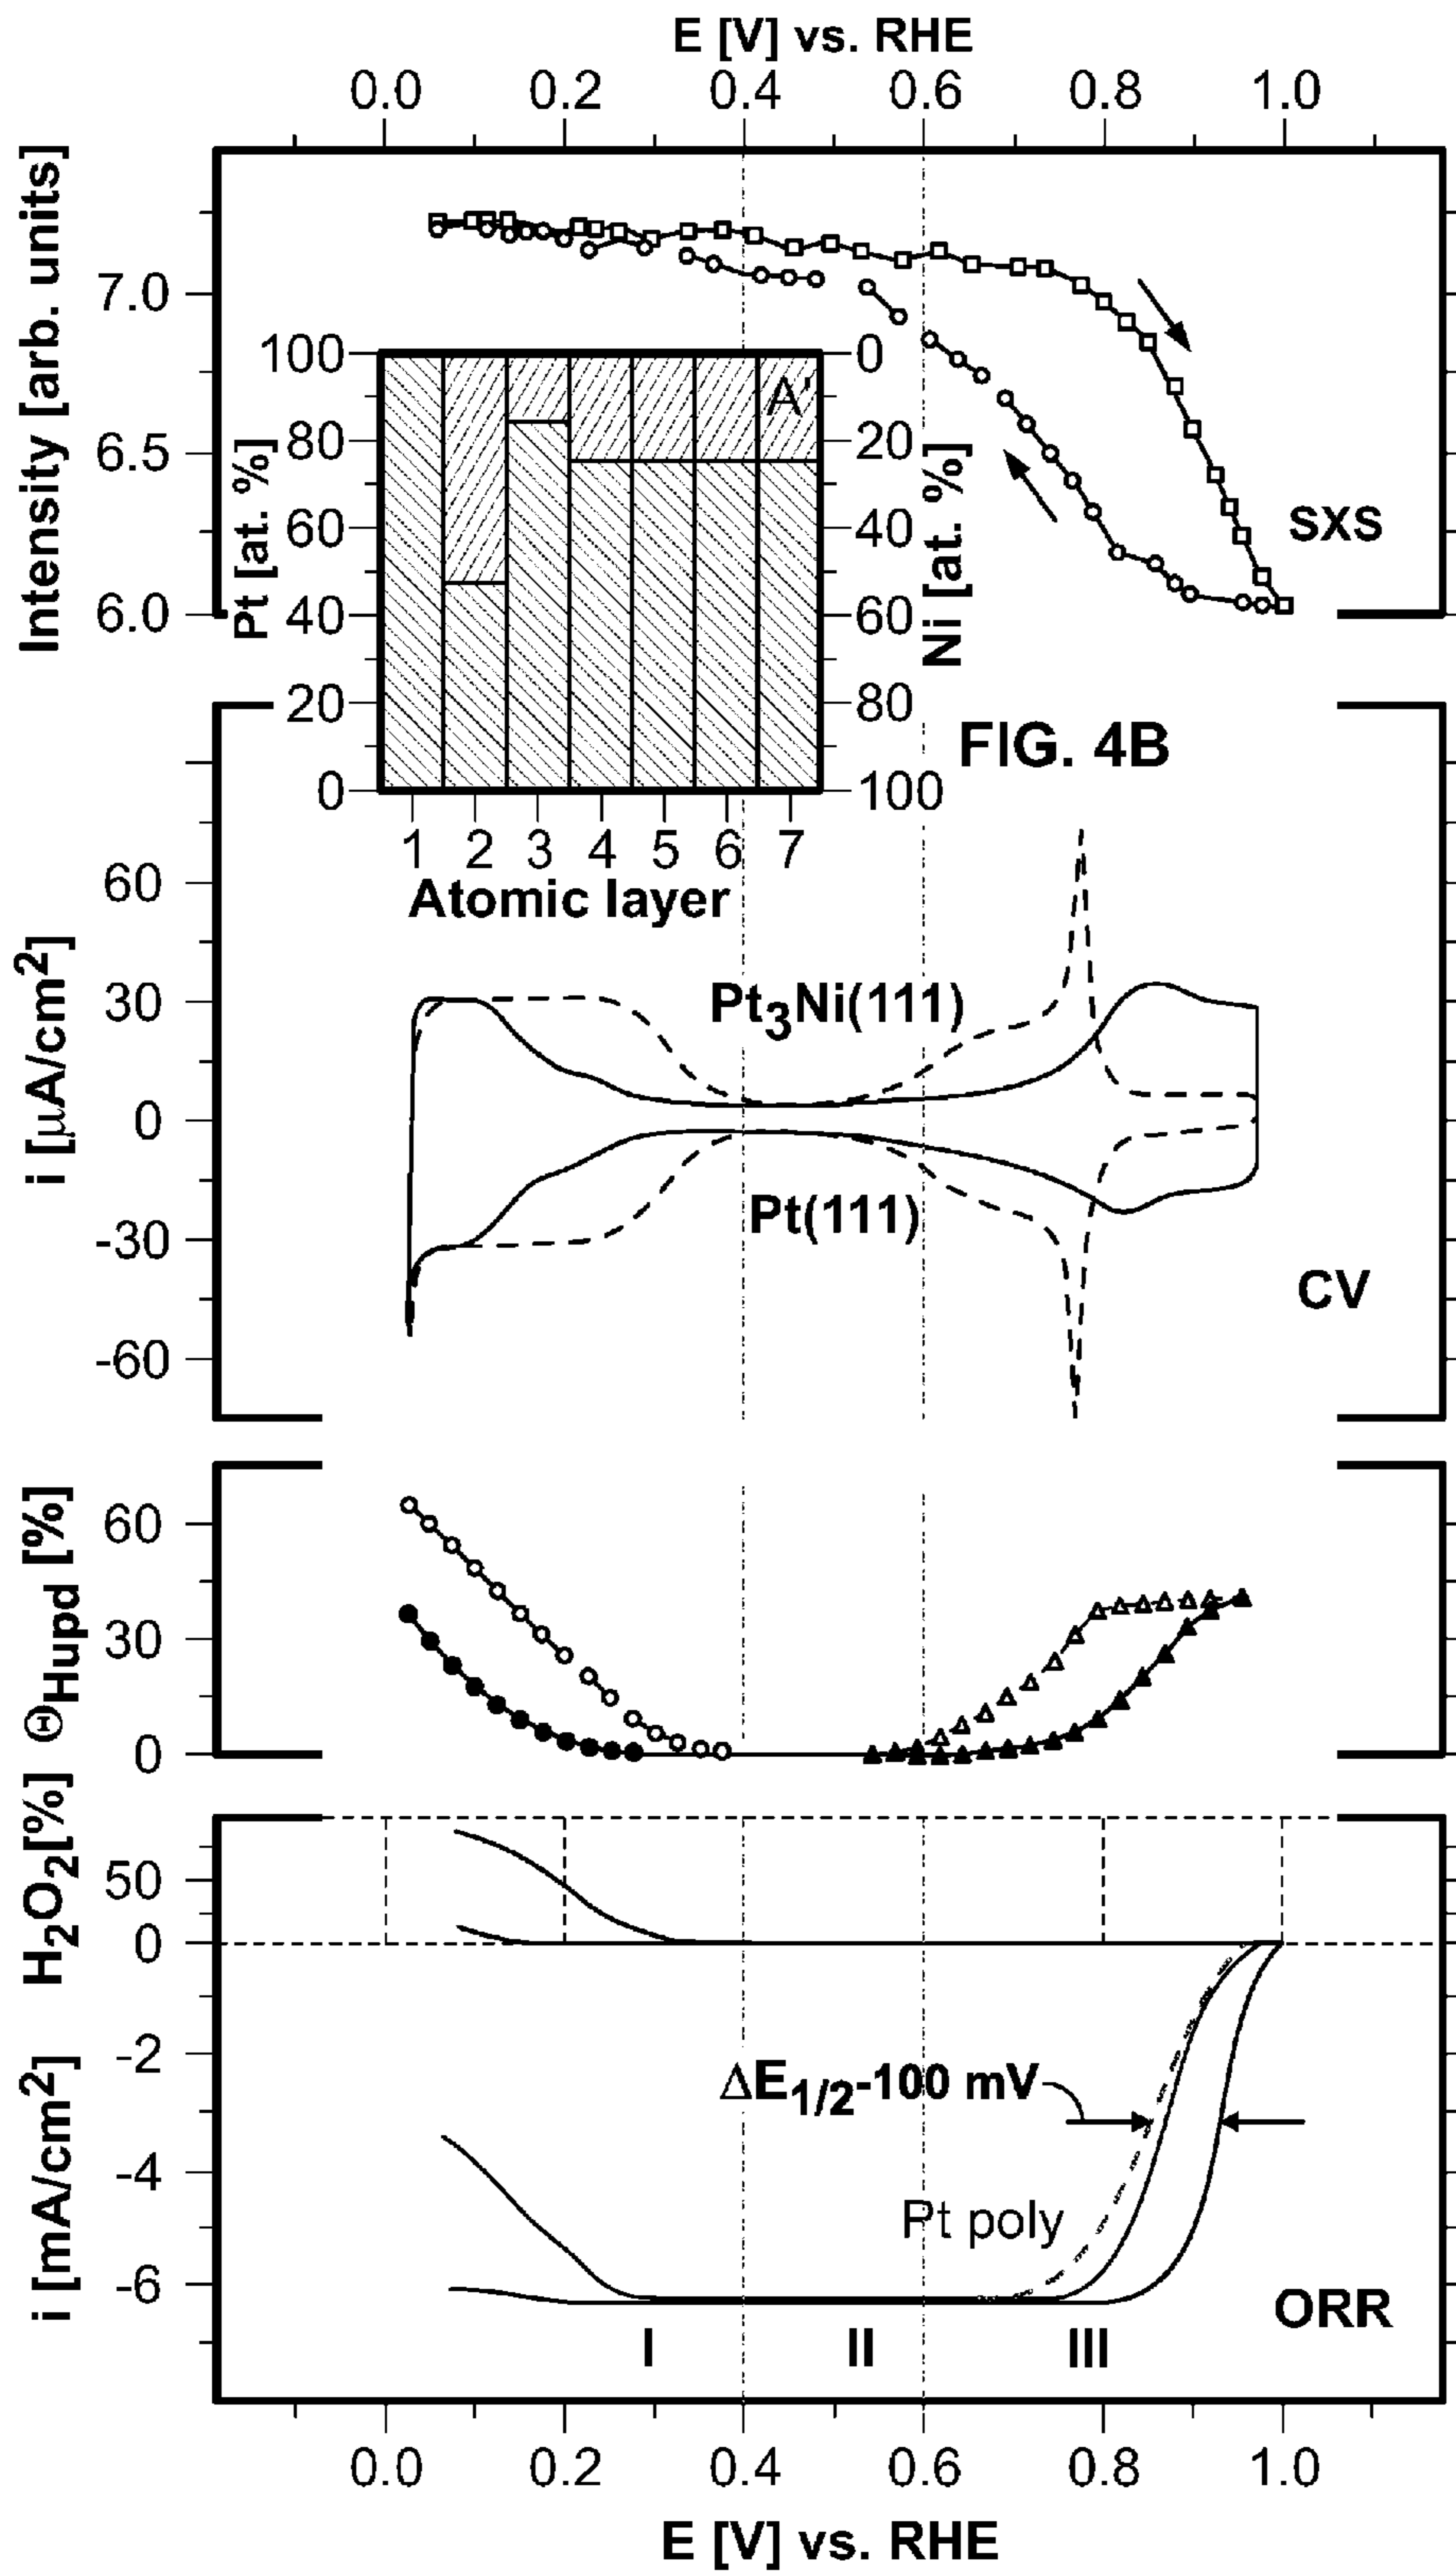 E [V] vs. RHE
0.0 0.2 0.4 0.6 0.8 1.0
Intensity [arb. units]
7.0
6.5
6.0
SXS
Pt [at. %]
100
80
60
40
20
0
A'
Ni [at. %]
0
20
40
60
80
100
1 2 3 4 5 6 7
Atomic layer
FIG. 4B
i [μA/cm2]
60
30
0
-30
-60
Pt3Ni(111)
Pt(111)
CV
ΘHupd [%]
60
30
0
H2O2[%]
50
0
i [mA/cm2]
-2
-4
-6
ΔE1/2-100 mV
Pt poly
ORR
I II III
0.0 0.2 0.4 0.6 0.8 1.0
E [V] vs. RHE